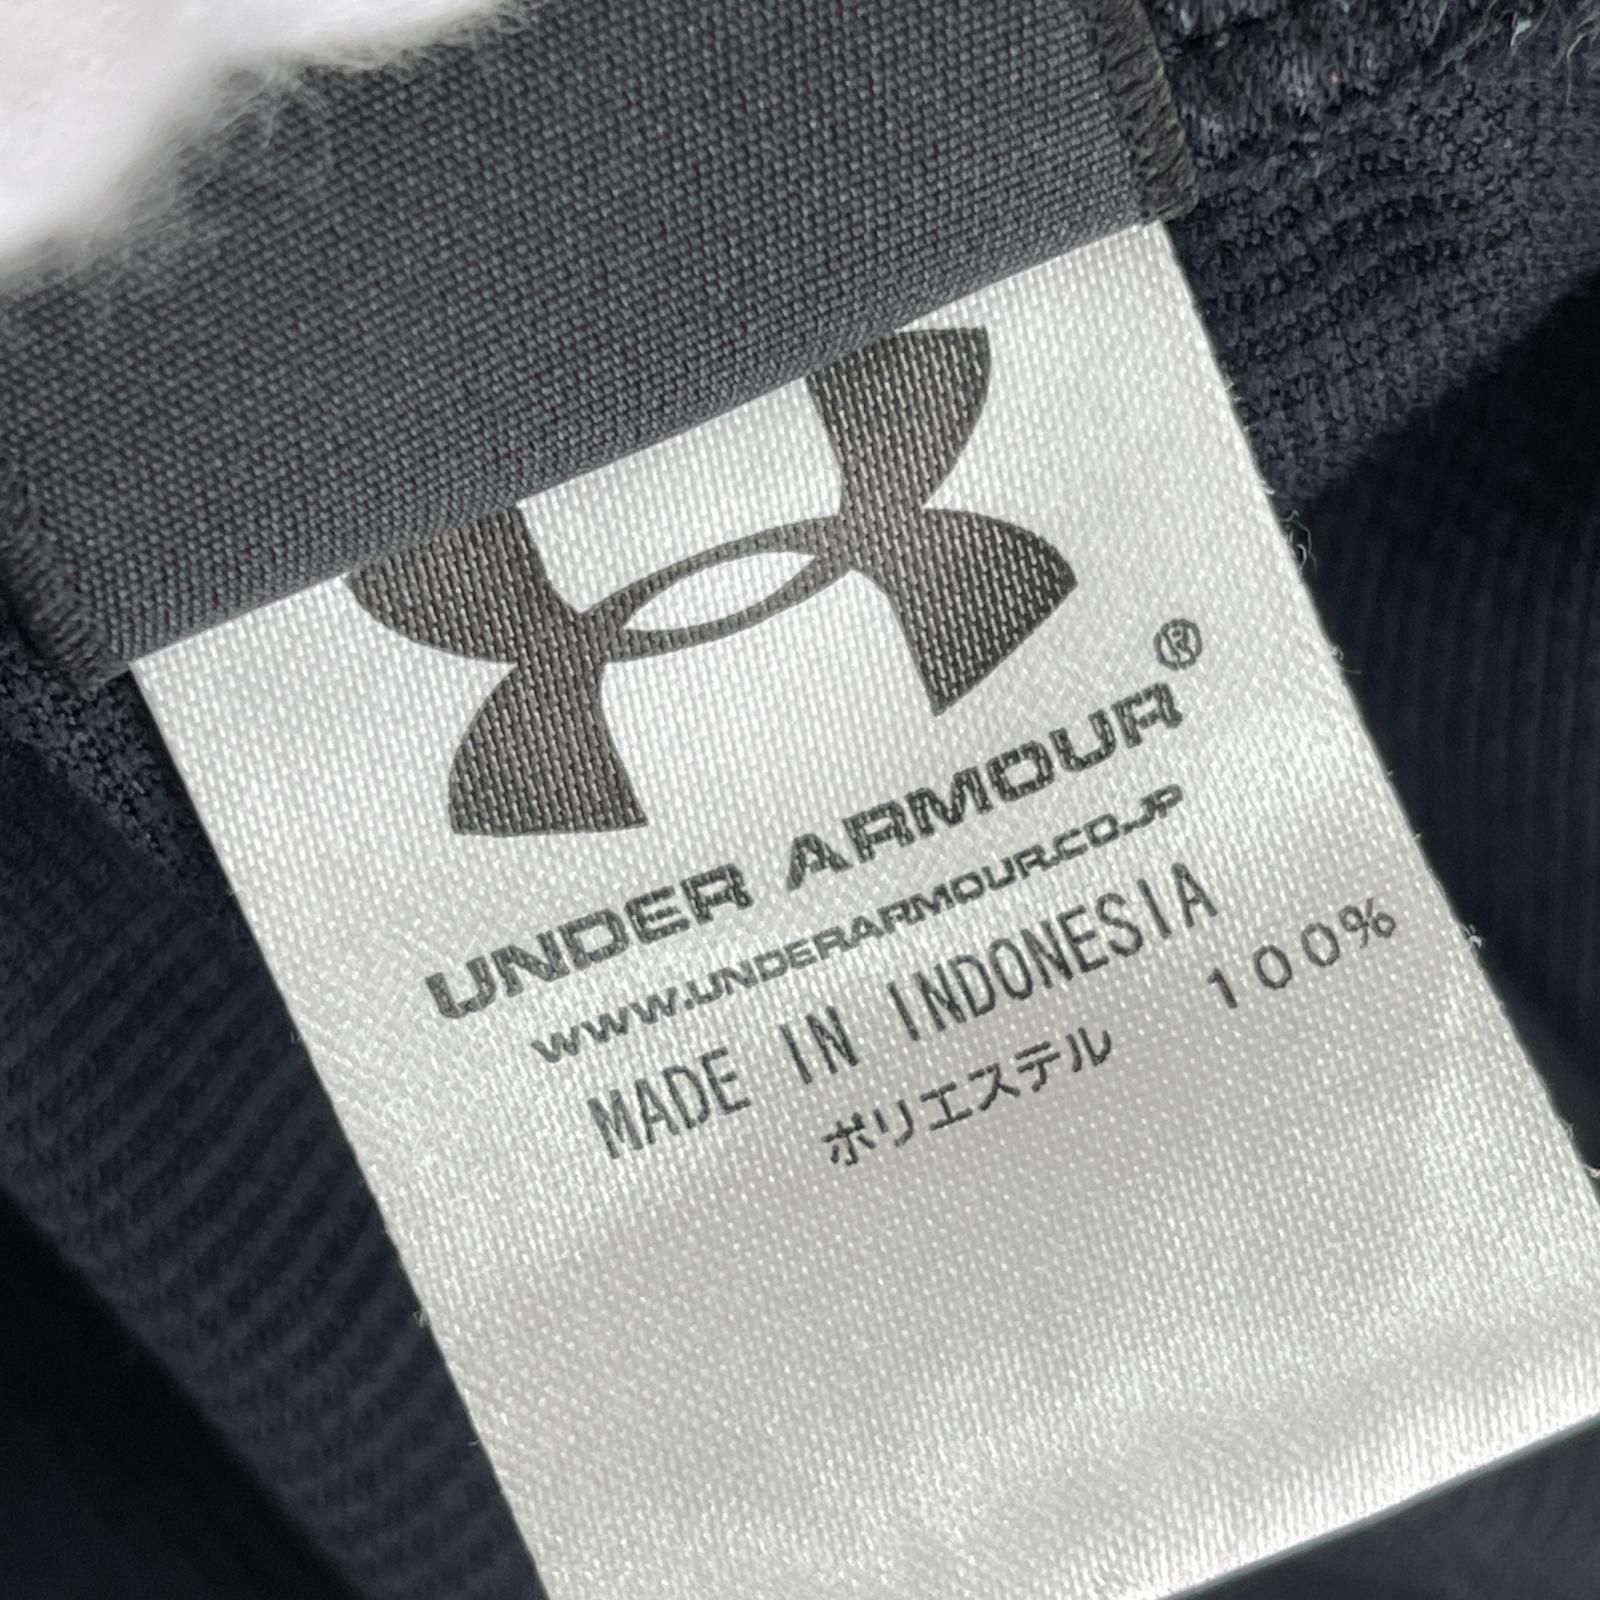 UNDER ARMOUR®
WWW.UNDERARMOUR.CO.JP
MADE IN INDONESIA
ポリエステル 100%